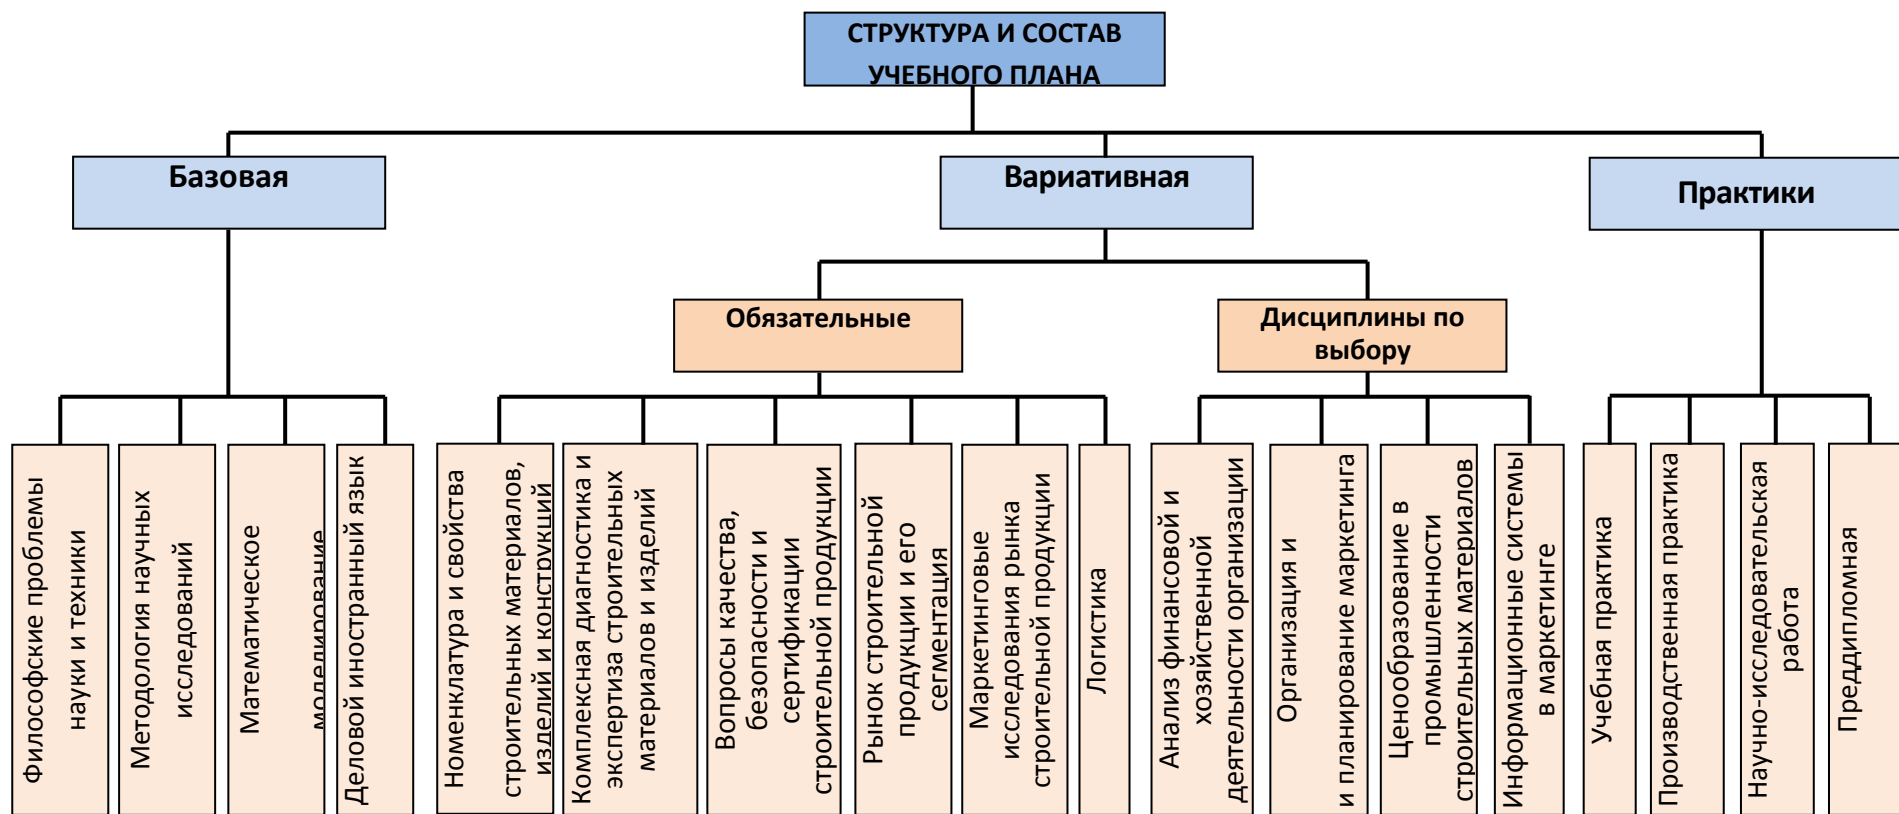 СТРУКТУРА И СОСТАВ
УЧЕБНОГО ПЛАНА
Базовая
Вариативная
Практики
Обязательные
Дисциплины по
выбору
Философские проблемы
науки и техники
Методология научных
исследований
Математическое
моделирование
Деловой иностранный язык
Номенклатура и свойства
строительных материалов,
изделий и конструкций
Комплексная диагностика и
экспертиза строительных
материалов и изделий
Вопросы качества,
безопасности и
сертификации
строительной продукции
Рынок строительной
продукции и его
сегментация
Маркетинговые
исследования рынка
строительной продукции
Логистика
Анализ финансовой и
хозяйственной
деятельности организации
Организация и
и планирование маркетинга
Ценообразование в
промышленности
строительных материалов
Информационные системы
в маркетинге
Учебная практика
Производственная практика
Научно-исследовательская
работа
Преддипломная